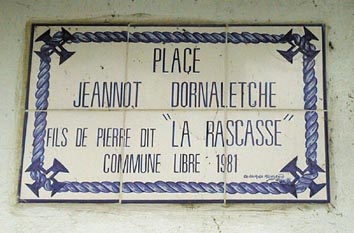 PLACE
JEANNOT DORNALETCHE
FILS DE PIERRE DIT "LA RASCASSE"
COMMUNE LIBRE 1981